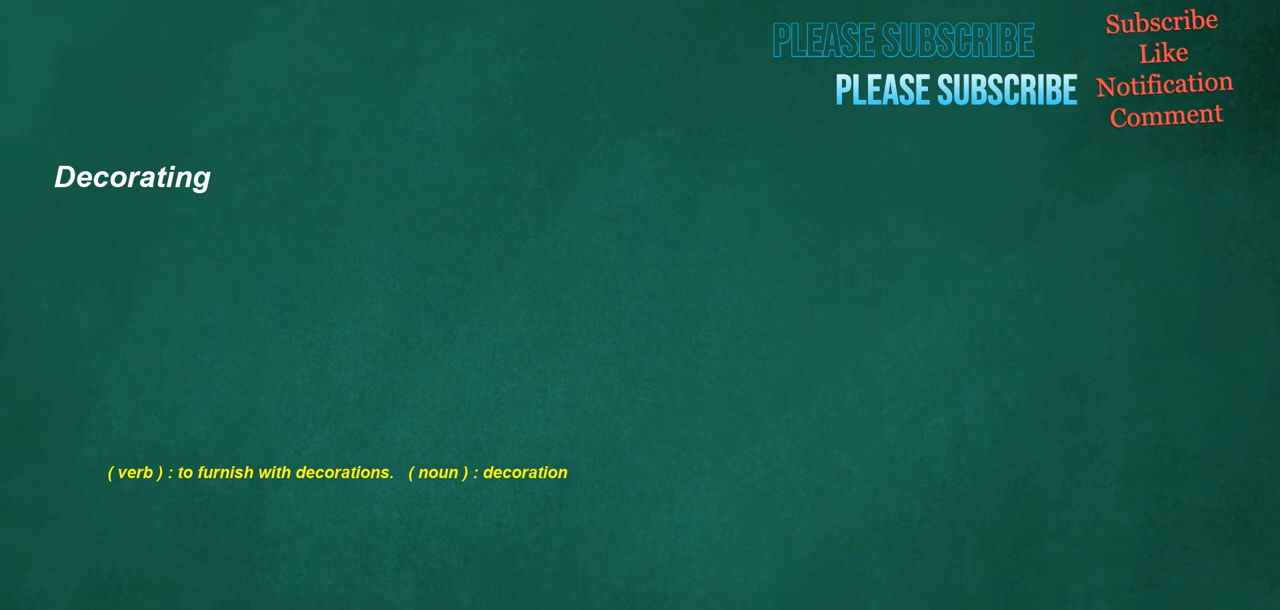 PLEASE SUBSCRIBE
PLEASE SUBSCRIBE
Subscribe
Like
Notification
Comment
Decorating
( verb ) : to furnish with decorations.   ( noun ) : decoration